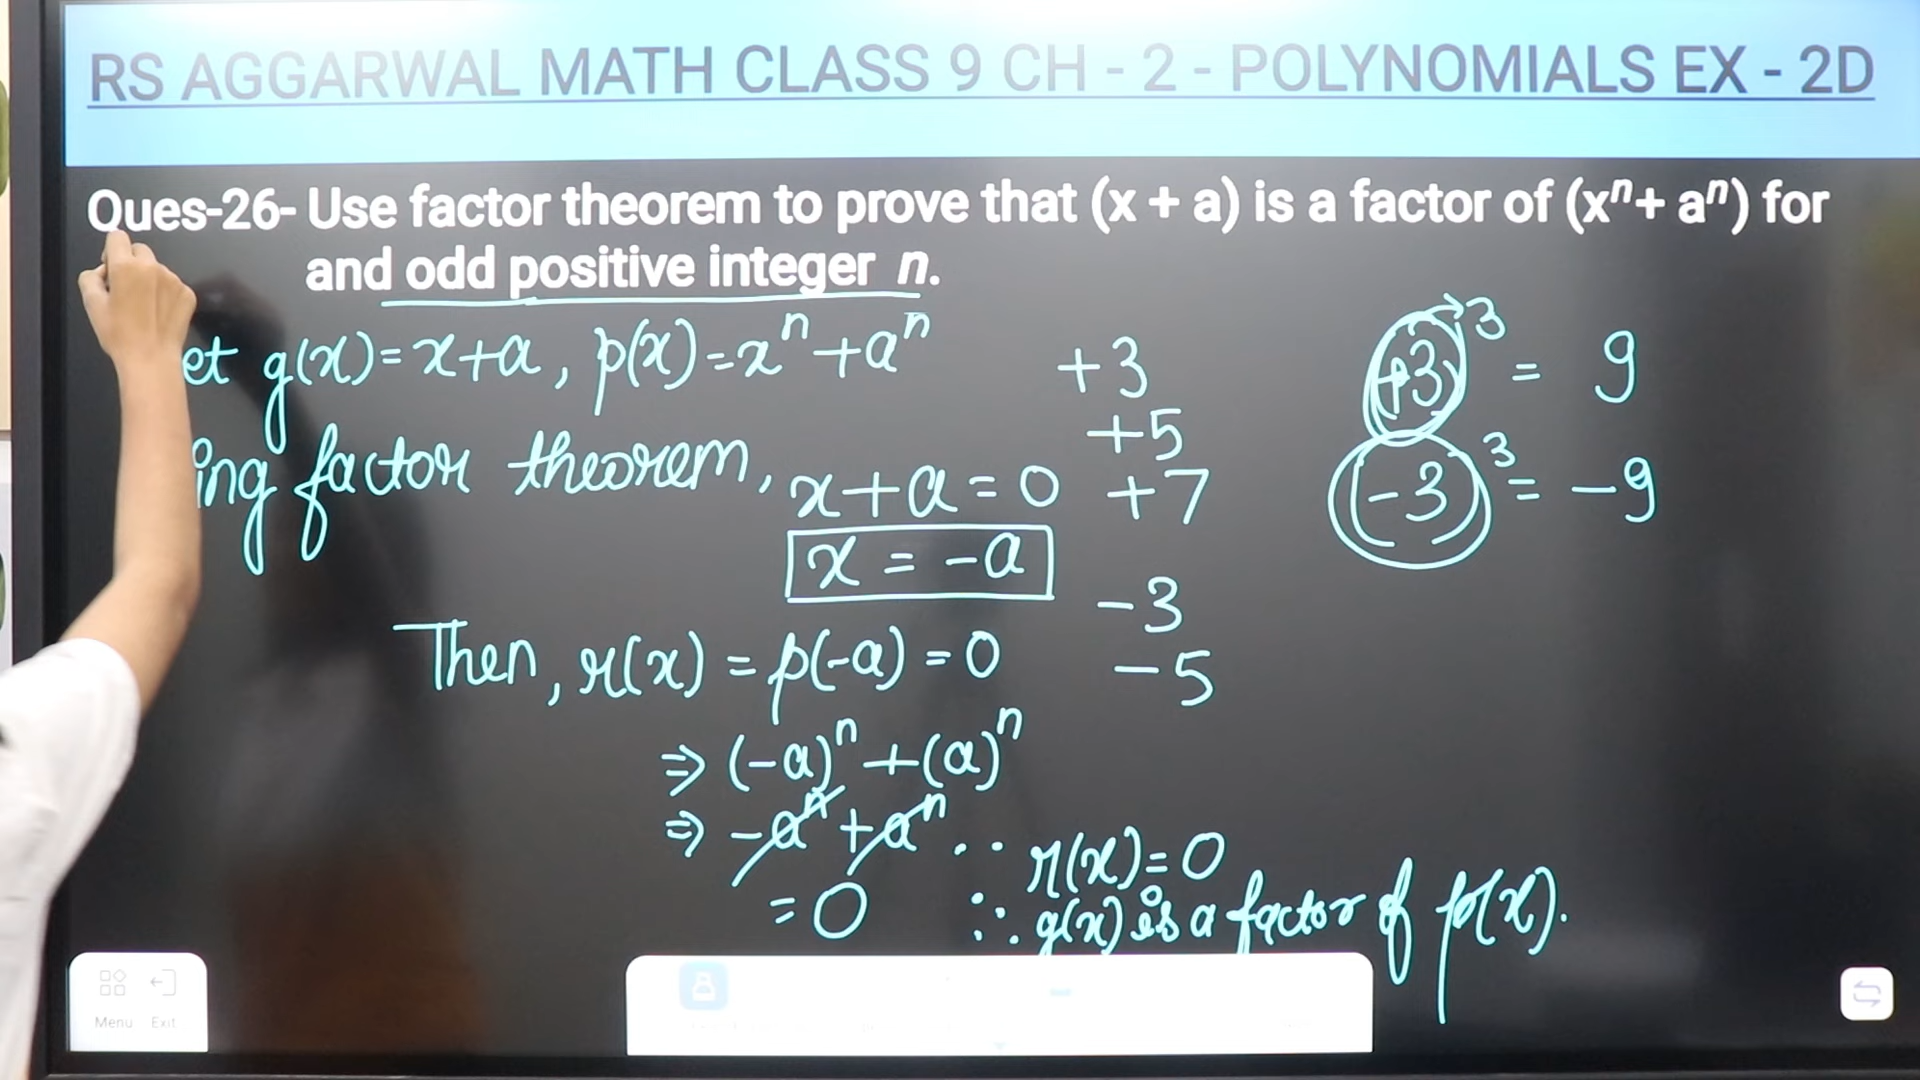 RS AGGARWAL MATH CLASS 9 CH - 2 - POLYNOMIALS EX - 2D
Ques-26- Use factor theorem to prove that (x + a) is a factor of (xⁿ+ aⁿ) for
and odd positive integer n.
et g(x)=x+a, p(x)=xⁿ+aⁿ
ing factor theorem,
x+a=0
x = -a
Then, r(x) = p(-a) = 0
⇒ (-a)ⁿ+(a)ⁿ
⇒ -aⁿ+aⁿ
=0
∵ r(x)=0
∴ g(x) is a factor of p(x).
+3
+5
+7
-3
-5
(+3)³ = 9
(-3)³ = -9
Menu Exit